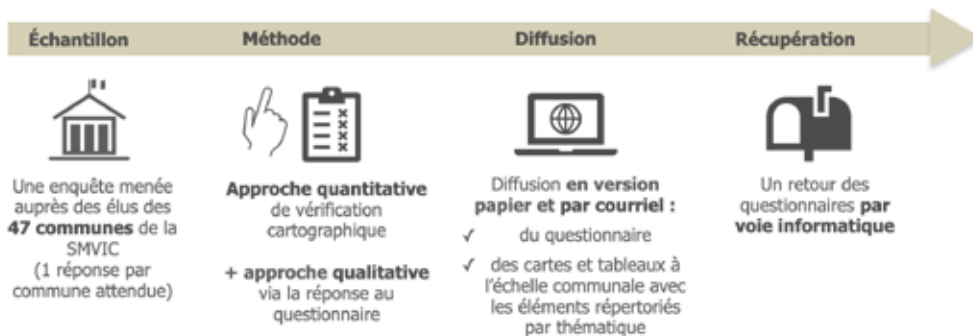 Échantillon
Méthode
Diffusion
Récupération
Une enquête menée
auprès des élus des
47 communes de la
SMVIC
(1 réponse par
commune attendue)
Approche quantitative
de vérification
cartographique
+ approche qualitative
via la réponse au
questionnaire
Diffusion en version
papier et par courriel :
✓ du questionnaire
✓ des cartes et tableaux à
l'échelle communale avec
les éléments répertoriés
par thématique
Un retour des
questionnaires par
voie informatique